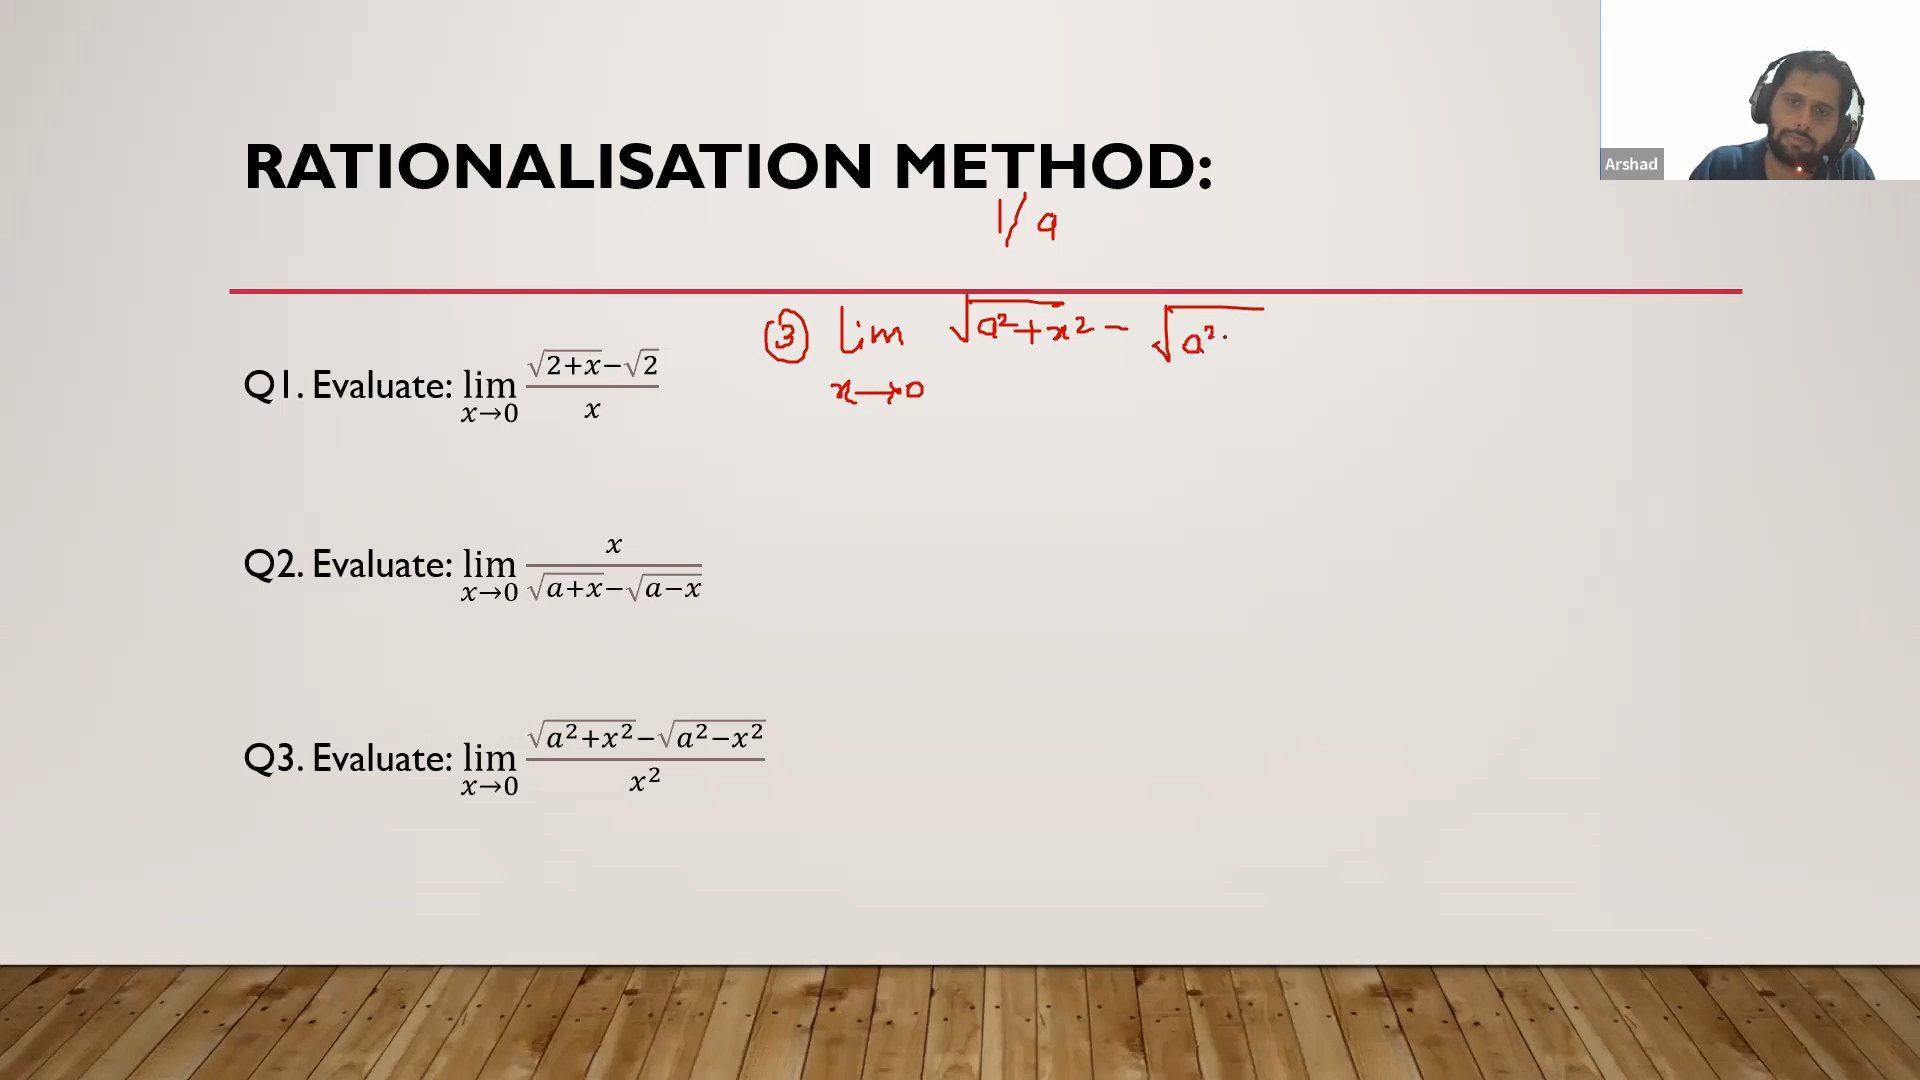 Arshad
RATIONALISATION METHOD:
1/a
③ Lim √(a²+x²) − √(a²
x→0
Q1. Evaluate: lim x→0 (√(2+x)−√2)/x
Q2. Evaluate: lim x→0 x/(√(a+x)−√(a−x))
Q3. Evaluate: lim x→0 (√(a²+x²)−√(a²−x²))/x²